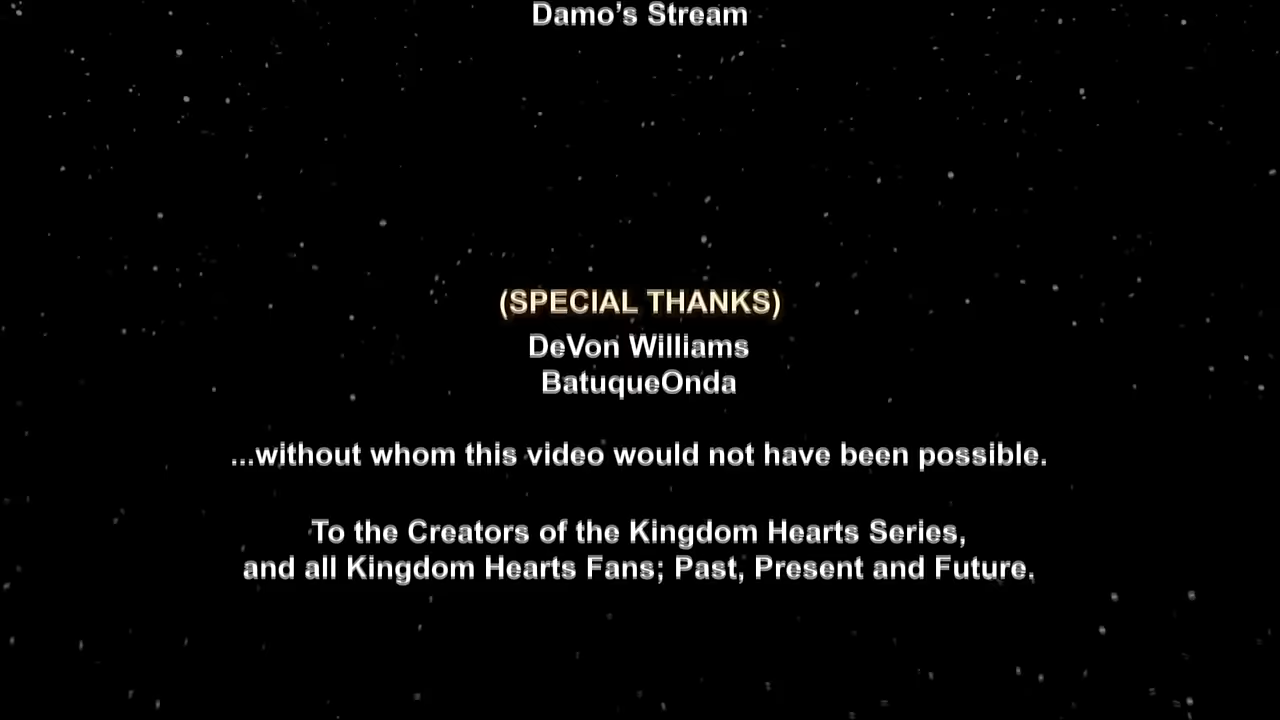 Damo’s Stream
(SPECIAL THANKS)
DeVon Williams
BatuqueOnda
...without whom this video would not have been possible.
To the Creators of the Kingdom Hearts Series,
and all Kingdom Hearts Fans; Past, Present and Future.